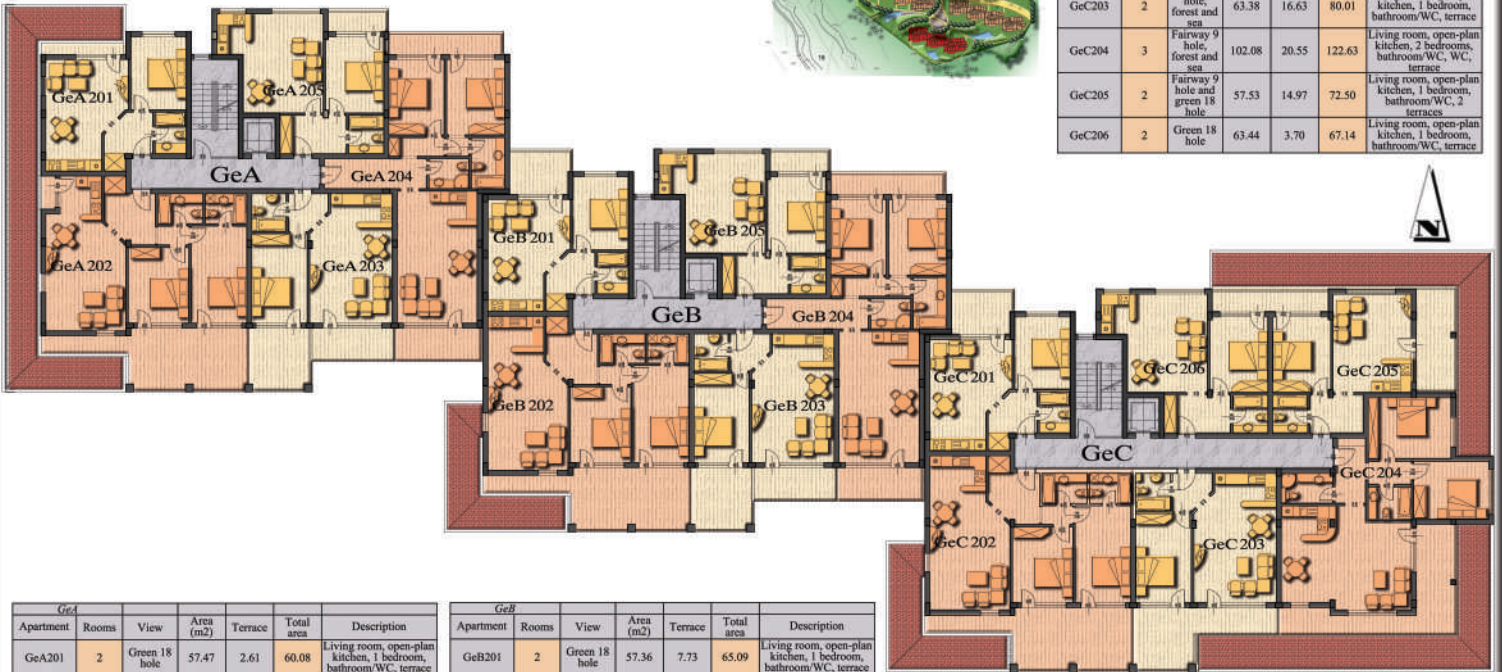 GeC203 2 hole, forest and sea 63.38 16.63 80.01 kitchen, 1 bedroom, bathroom/WC, terrace
GeC204 3 Fairway 9 hole, forest and sea 102.08 20.55 122.63 Living room, open-plan kitchen, 2 bedrooms, bathroom/WC, WC, terrace
GeC205 2 Fairway 9 hole and green 18 hole 57.53 14.97 72.50 Living room, open-plan kitchen, 1 bedroom, bathroom/WC, 2 terraces
GeC206 2 Green 18 hole 63.44 3.70 67.14 Living room, open-plan kitchen, 1 bedroom, bathroom/WC, terrace
N
GeA 201
GeA 205
GeA
GeA 204
GeA 202
GeA 203
GeB 201
GeB 205
GeB
GeB 204
GeB 202
GeB 203
GeC 201
GeC 206
GeC 205
GeC
GeC 204
GeC 202
GeC 203
GeA
Apartment Rooms View Area (m2) Terrace Total area Description
GeA201 2 Green 18 hole 57.47 2.61 60.08 Living room, open-plan kitchen, 1 bedroom, bathroom/WC, terrace
GeB
Apartment Rooms View Area (m2) Terrace Total area Description
GeB201 2 Green 18 hole 57.36 7.73 65.09 Living room, open-plan kitchen, 1 bedroom, bathroom/WC, terrace